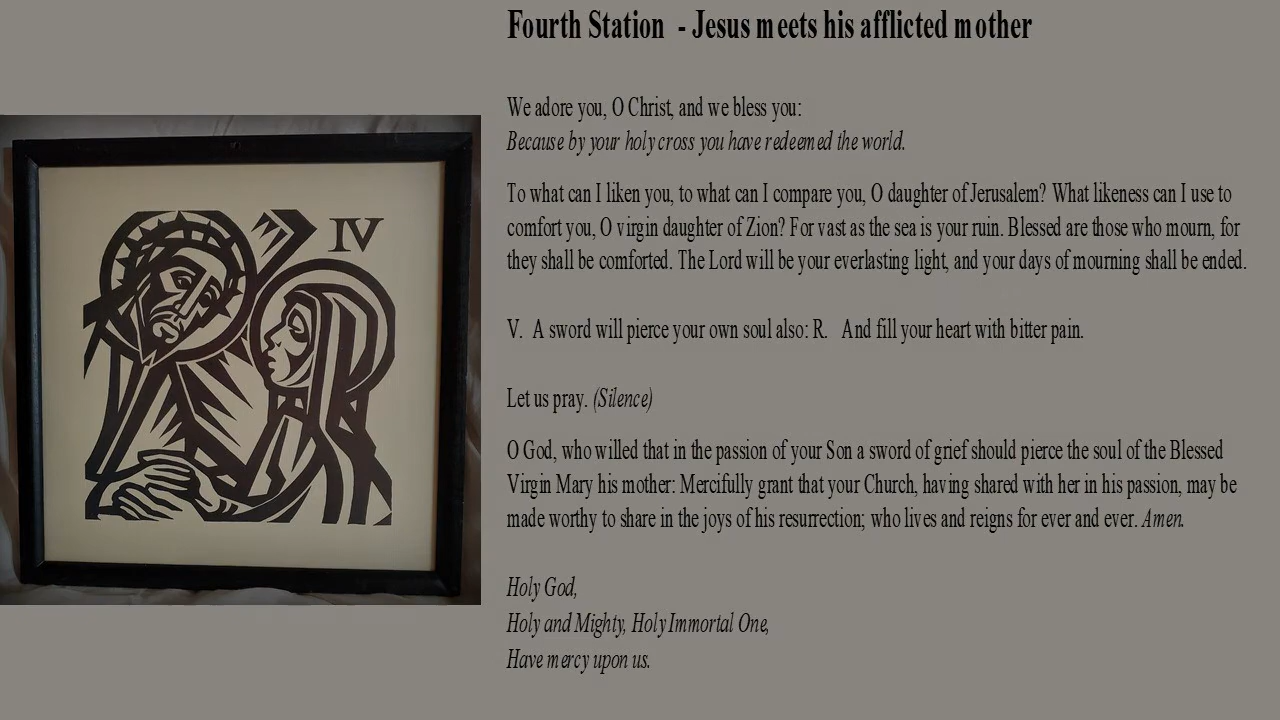 Fourth Station - Jesus meets his afflicted mother
We adore you, O Christ, and we bless you:
Because by your holy cross you have redeemed the world.
To what can I liken you, to what can I compare you, O daughter of Jerusalem? What likeness can I use to
comfort you, O virgin daughter of Zion? For vast as the sea is your ruin. Blessed are those who mourn, for
they shall be comforted. The Lord will be your everlasting light, and your days of mourning shall be ended.
V. A sword will pierce your own soul also: R. And fill your heart with bitter pain.
Let us pray. (Silence)
O God, who willed that in the passion of your Son a sword of grief should pierce the soul of the Blessed
Virgin Mary his mother: Mercifully grant that your Church, having shared with her in his passion, may be
made worthy to share in the joys of his resurrection; who lives and reigns for ever and ever. Amen.
Holy God,
Holy and Mighty, Holy Immortal One,
Have mercy upon us.
IV